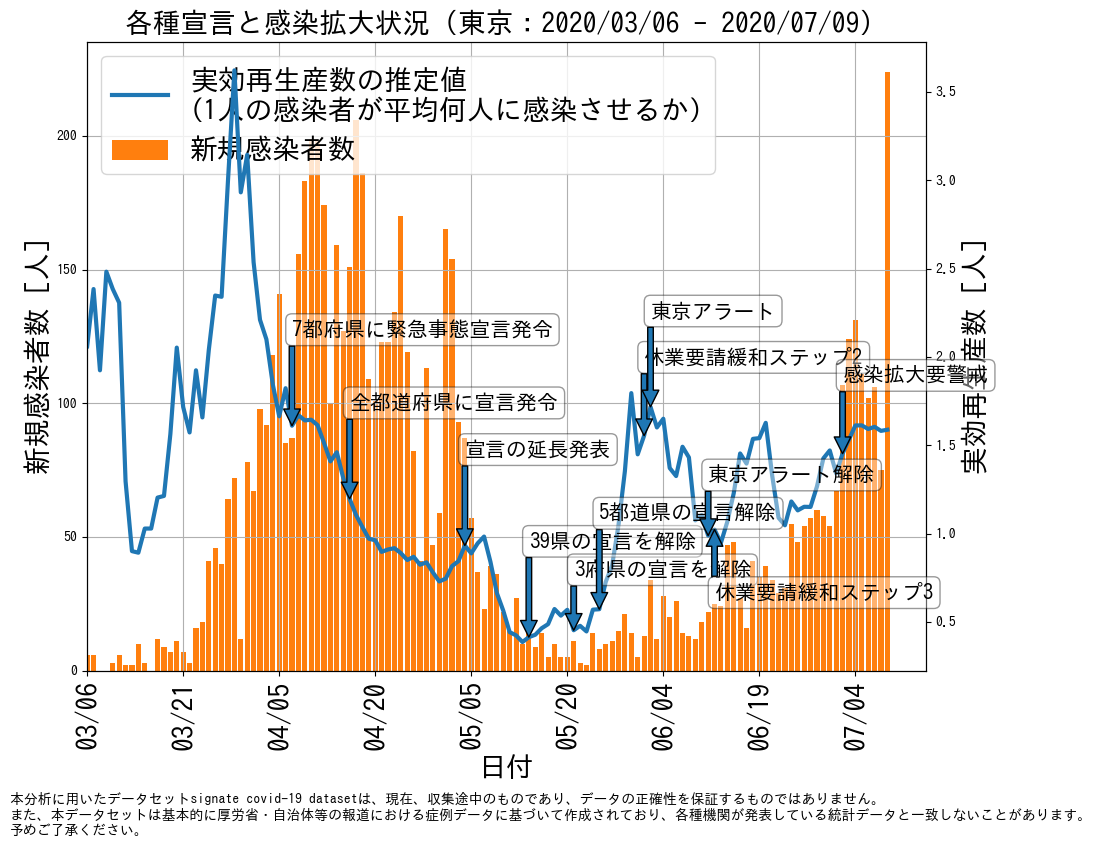 各種宣言と感染拡大状況（東京：2020/03/06 - 2020/07/09）
実効再生産数の推定値
（1人の感染者が平均何人に感染させるか）
新規感染者数
新規感染者数 [人]
実効再生産数 [人]
200
150
100
50
0
3.5
3.0
2.5
2.0
1.5
1.0
0.5
東京アラート
7都府県に緊急事態宣言発令
休業要請緩和ステップ2
感染拡大要警戒
全都道府県に宣言発令
宣言の延長発表
東京アラート解除
5都道県の宣言解除
39県の宣言を解除
3府県の宣言を解除
休業要請緩和ステップ3
03/06
03/21
04/05
04/20
05/05
05/20
06/04
06/19
07/04
日付
本分析に用いたデータセットsignate covid-19 datasetは、現在、収集途中のものであり、データの正確性を保証するものではありません。
また、本データセットは基本的に厚労省・自治体等の報道における症例データに基づいて作成されており、各種機関が発表している統計データと一致しないことがあります。
予めご了承ください。